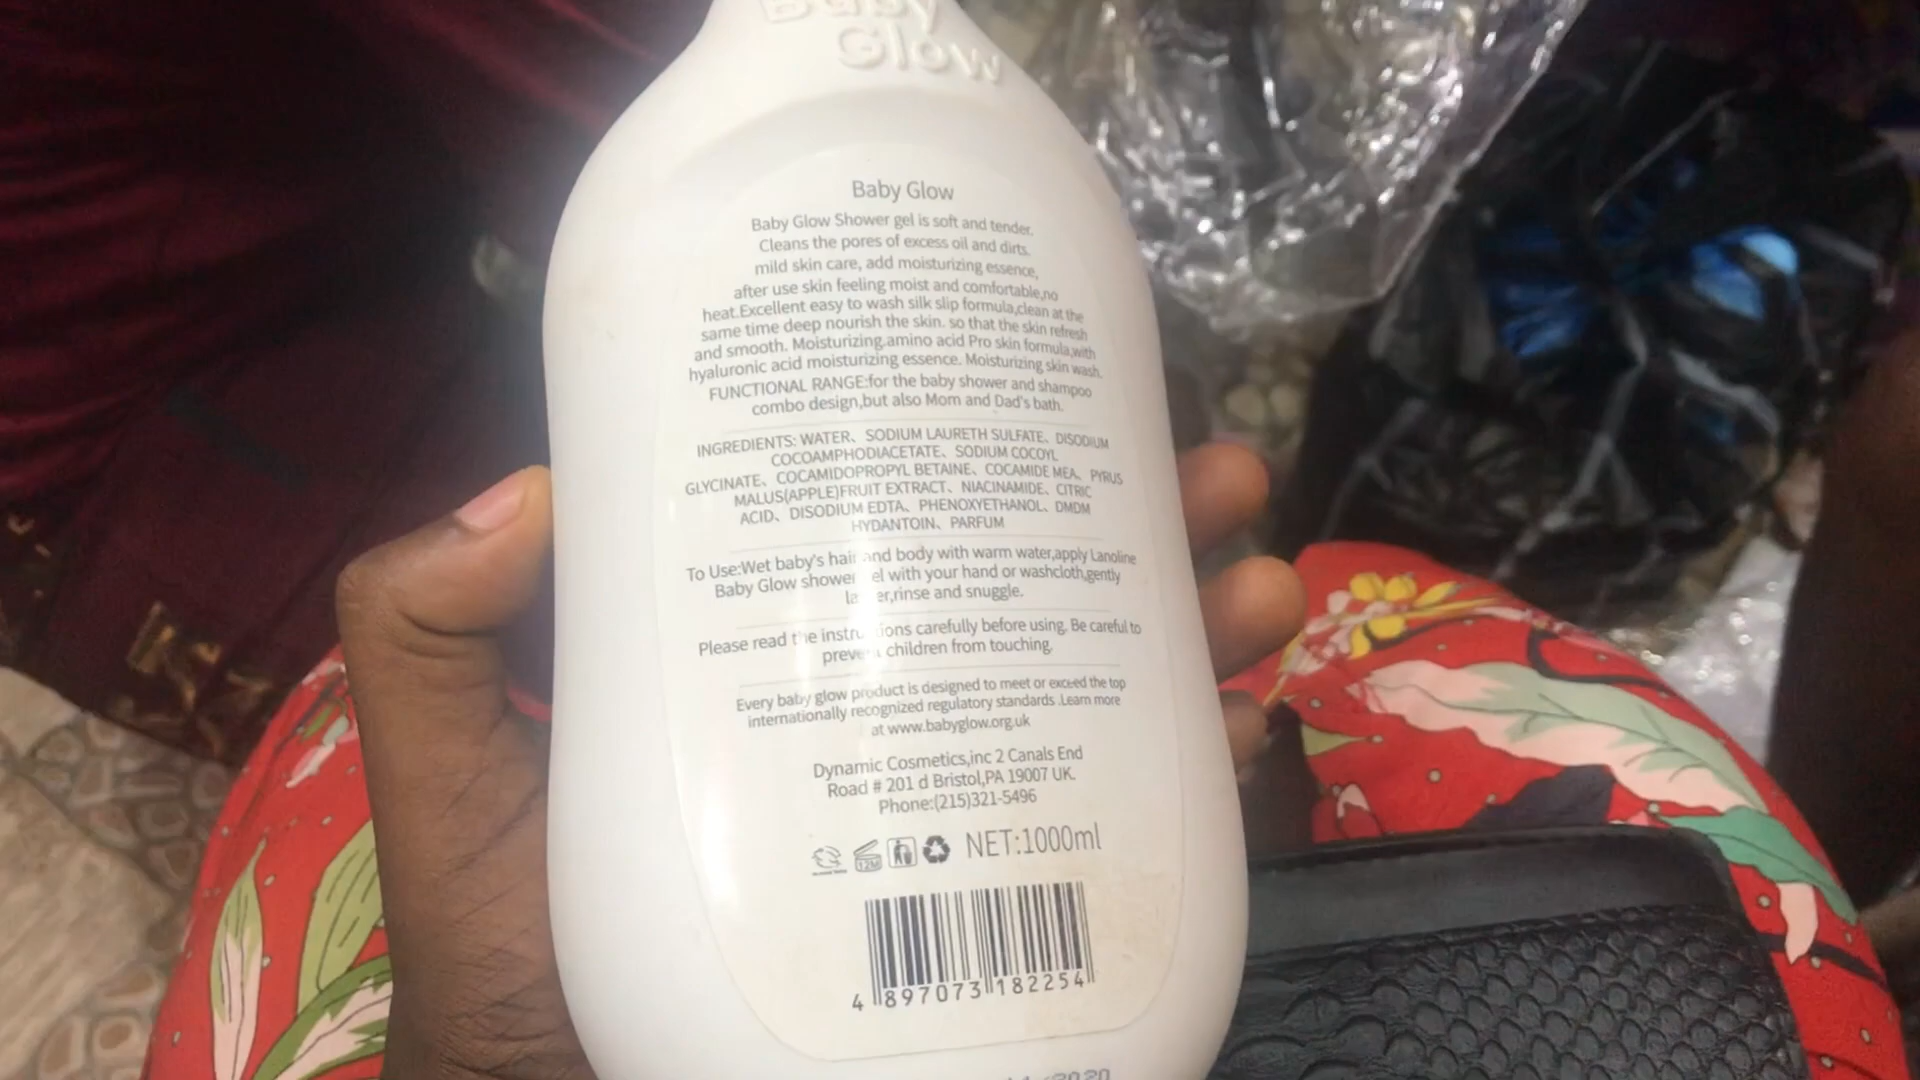 Baby
Glow
Baby Glow
Baby Glow Shower gel is soft and tender.
Cleans the pores of excess oil and dirts.
mild skin care, add moisturizing essence,
after use skin feeling moist and comfortable,no
heat.Excellent easy to wash silk slip formula,clean at the
same time deep nourish the skin. so that the skin refresh
and smooth. Moisturizing.amino acid Pro skin formula,with
hyaluronic acid moisturizing essence. Moisturizing skin wash.
FUNCTIONAL RANGE:for the baby shower and shampoo
combo design,but also Mom and Dad's bath.
INGREDIENTS: WATER、SODIUM LAURETH SULFATE、DISODIUM
COCOAMPHODIACETATE、SODIUM COCOYL
GLYCINATE、COCAMIDOPROPYL BETAINE、COCAMIDE MEA、PYRUS
MALUS(APPLE)FRUIT EXTRACT、NIACINAMIDE、CITRIC
ACID、DISODIUM EDTA、PHENOXYETHANOL、DMDM
HYDANTOIN、PARFUM
To Use:Wet baby's hair and body with warm water,apply Lanoline
Baby Glow shower el with your hand or washcloth,gently
la er,rinse and snuggle.
Please read the instru ions carefully before using. Be careful to
preve t children from touching.
Every baby glow product is designed to meet or exceed the top
internationally recognized regulatory standards .Learn more
at www.babyglow.org.uk
Dynamic Cosmetics,inc 2 Canals End
Road # 201 d Bristol,PA 19007 UK.
Phone:(215)321-5496
12M
NET:1000ml
4 897073 182254
2020